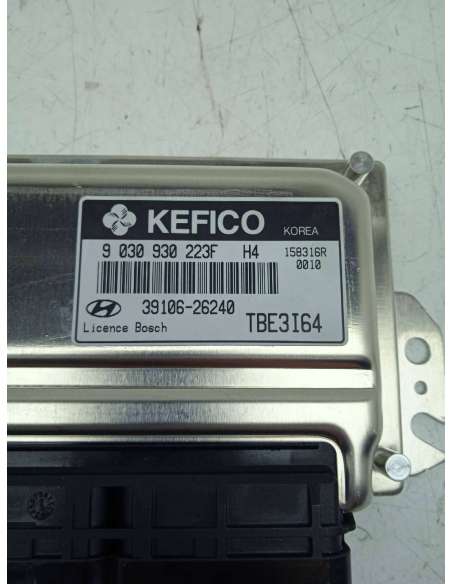 KEFICO KOREA
9 030 930 223F H4 158316R
0010
39106-26240
Licence Bosch TBE3I64